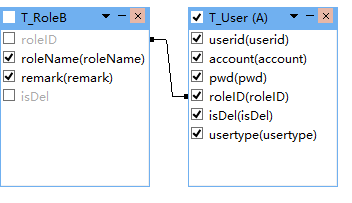 T_RoleB
roleID
roleName(roleName)
remark(remark)
isDel
T_User (A)
userid(userid)
account(account)
pwd(pwd)
roleID(roleID)
isDel(isDel)
usertype(usertype)